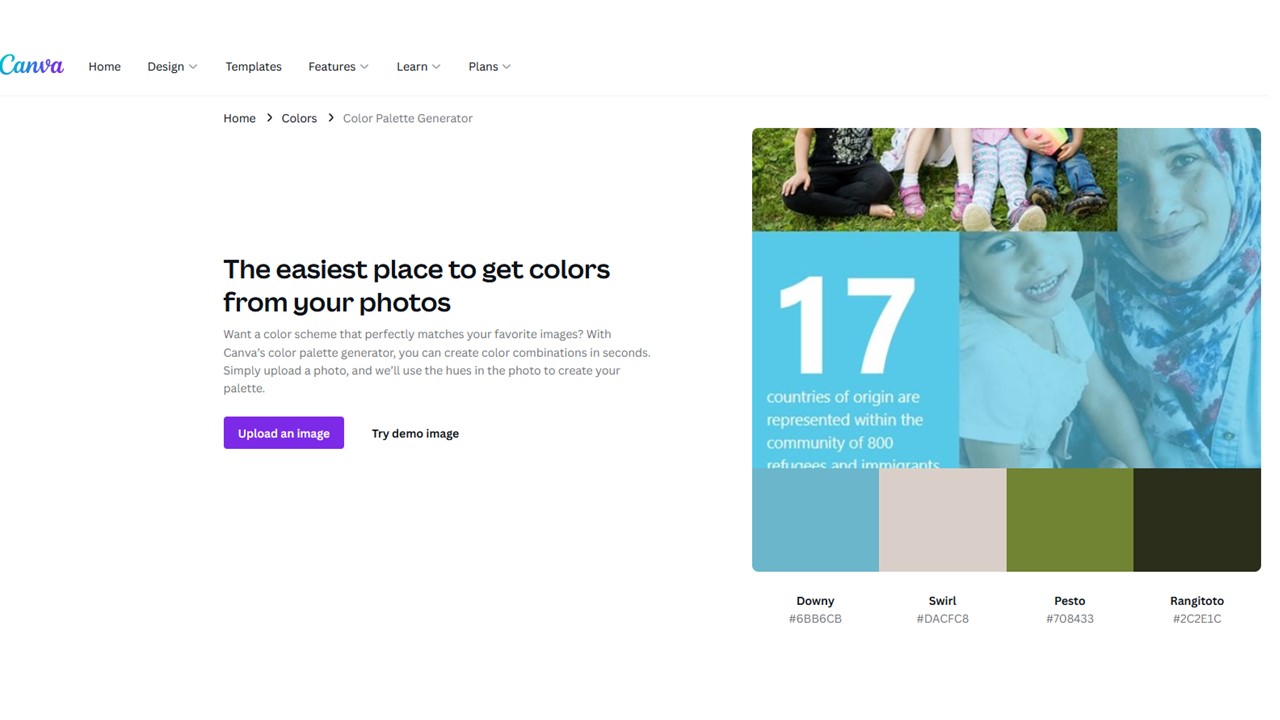 Canva Home Design Templates Features Learn Plans
Home Colors Color Palette Generator
The easiest place to get colors
from your photos
Want a color scheme that perfectly matches your favorite images? With
Canva's color palette generator, you can create color combinations in seconds.
Simply upload a photo, and we'll use the hues in the photo to create your
palette.
Upload an image Try demo image
17
countries of origin are
represented within the
community of 800
refugees and immigrants
Downy Swirl Pesto Rangitoto
#6BB6CB #DACFC8 #708433 #2C2E1C